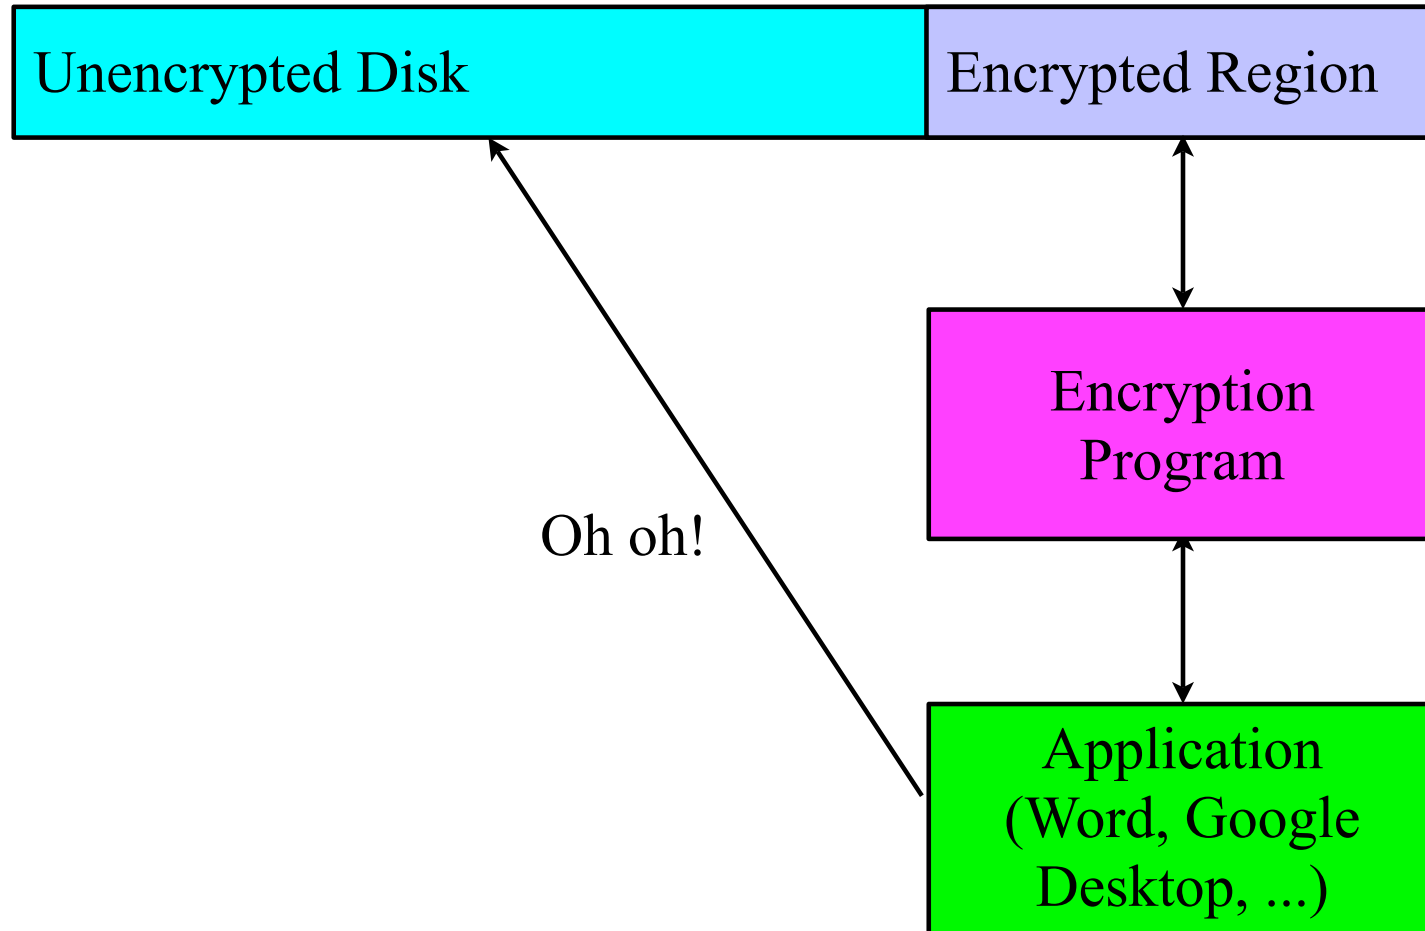 Unencrypted Disk
Encrypted Region
Encryption
Program
Oh oh!
Application
(Word, Google
Desktop, ...)